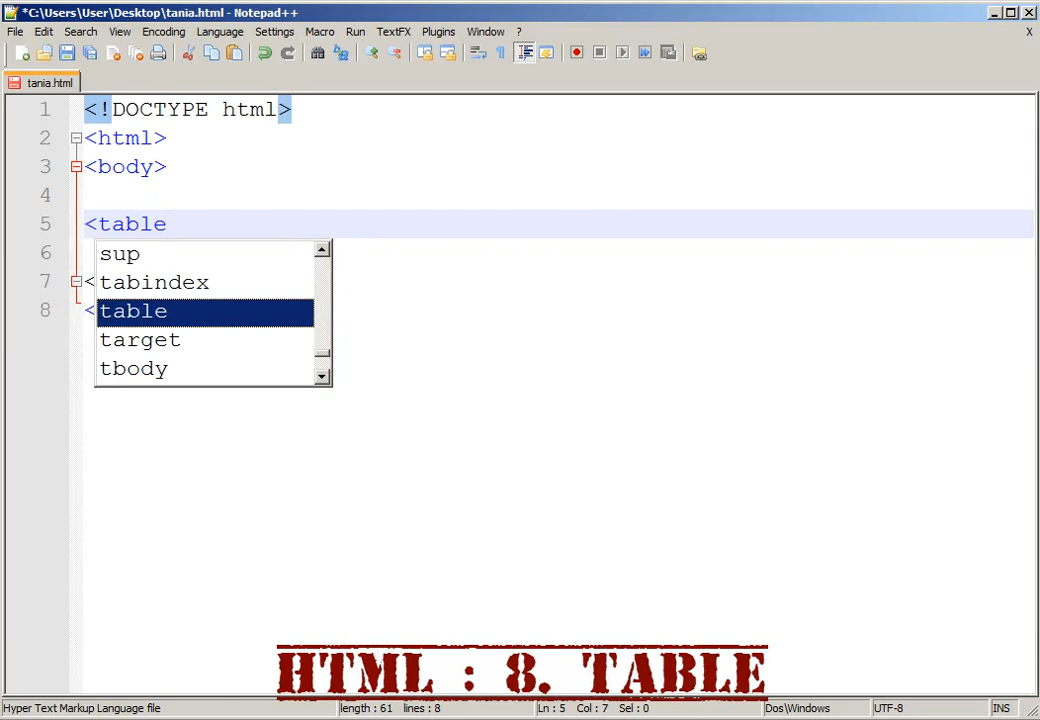 *C:\Users\User\Desktop\tania.html - Notepad++
File Edit Search View Encoding Language Settings Macro Run TextFX Plugins Window ? X
tania.html
1 <!DOCTYPE html>
2 <html>
3 <body>
4
5 <table
6 sup
7 < tabindex
8 < table
target
tbody
HTML : 8. TABLE
Hyper Text Markup Language file length : 61 lines : 8 Ln : 5 Col : 7 Sel : 0 Dos\Windows UTF-8 INS